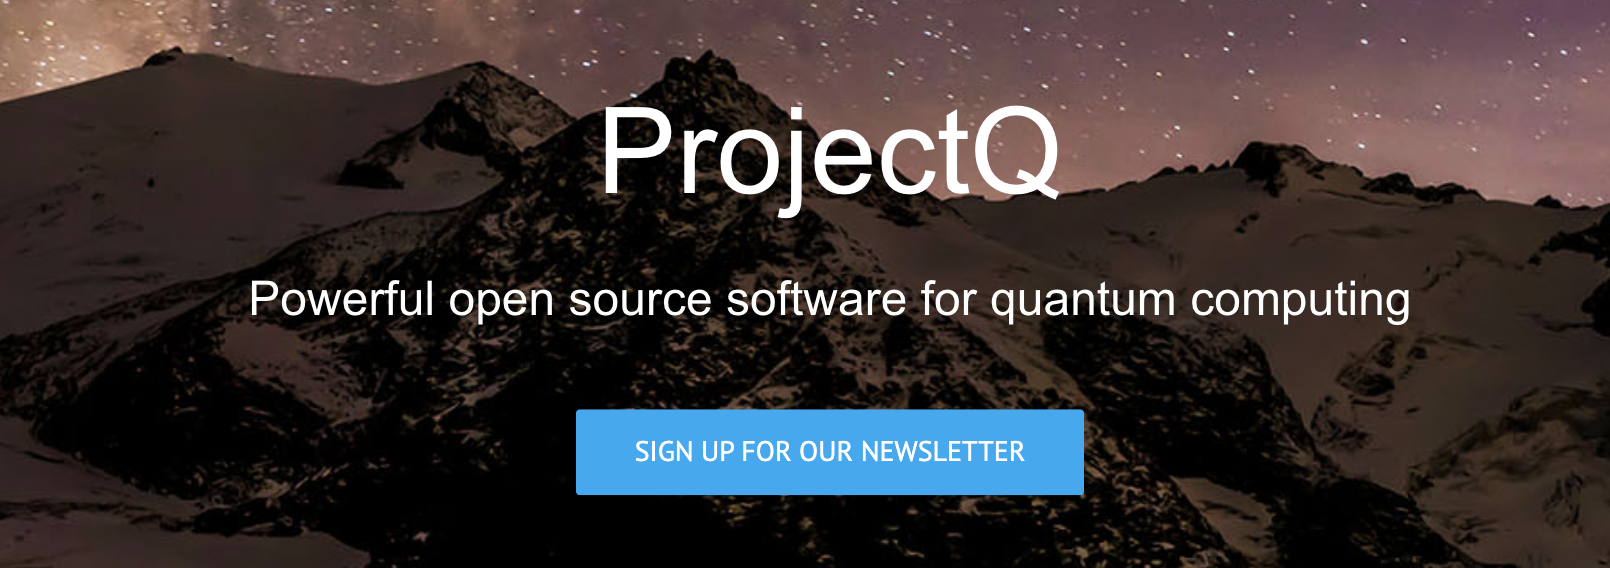 ProjectQ
Powerful open source software for quantum computing
SIGN UP FOR OUR NEWSLETTER